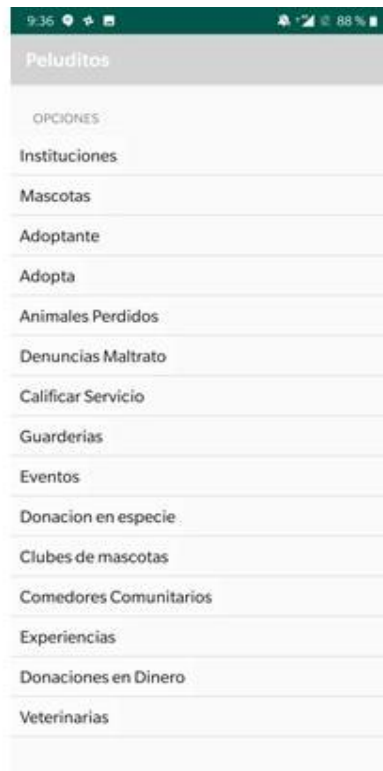 9:36 88%
Peluditos
OPCIONES
Instituciones
Mascotas
Adoptante
Adopta
Animales Perdidos
Denuncias Maltrato
Calificar Servicio
Guarderias
Eventos
Donacion en especie
Clubes de mascotas
Comedores Comunitarios
Experiencias
Donaciones en Dinero
Veterinarias